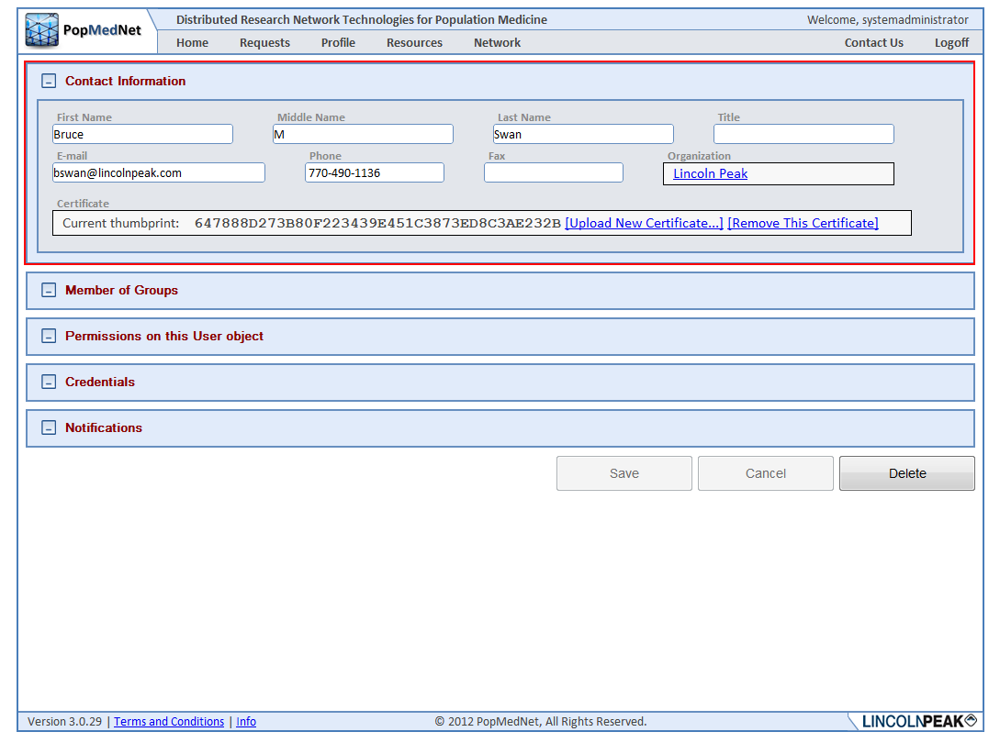 PopMedNet
Distributed Research Network Technologies for Population Medicine
Welcome, systemadministrator
Home Requests Profile Resources Network Contact Us Logoff
Contact Information
First Name Middle Name Last Name Title
Bruce M Swan
E-mail Phone Fax Organization
bswan@lincolnpeak.com 770-490-1136 Lincoln Peak
Certificate
Current thumbprint: 647888D273B80F223439E451C3873ED8C3AE232B [Upload New Certificate...] [Remove This Certificate]
Member of Groups
Permissions on this User object
Credentials
Notifications
Save Cancel Delete
Version 3.0.29 | Terms and Conditions | Info © 2012 PopMedNet, All Rights Reserved. LINCOLNPEAK